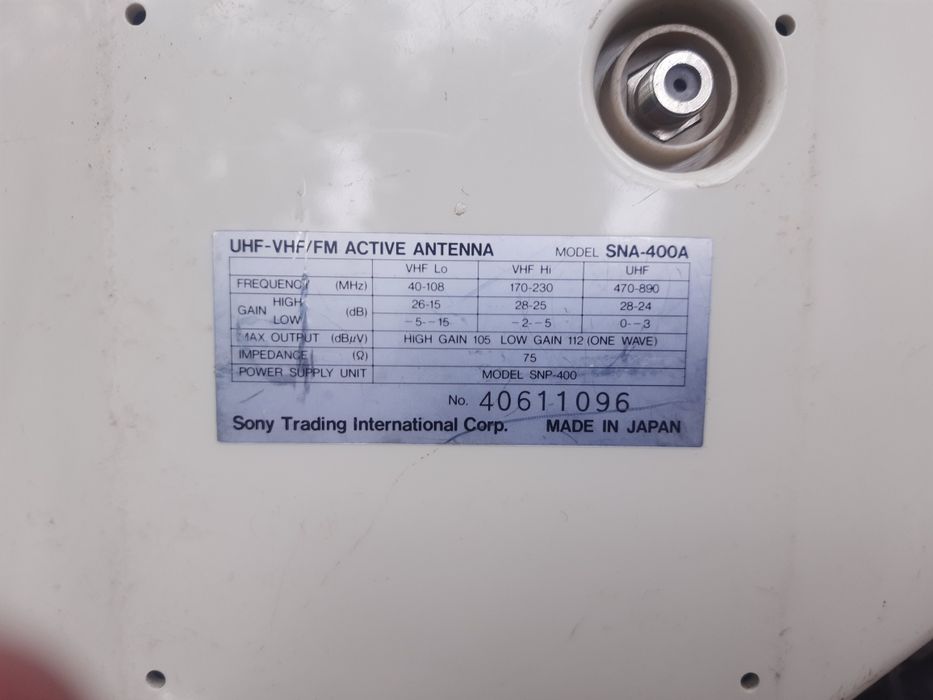 UHF-VHF/FM ACTIVE ANTENNA MODEL SNA-400A
VHF Lo VHF Hi UHF
FREQUENCY (MHz) 40-108 170-230 470-890
GAIN HIGH (dB) 26-15 28-25 28-24
LOW -5--15 -2--5 0--3
MAX. OUTPUT (dBμV) HIGH GAIN 105 LOW GAIN 112 (ONE WAVE)
IMPEDANCE (Ω) 75
POWER SUPPLY UNIT MODEL SNP-400
No. 40611096
Sony Trading International Corp. MADE IN JAPAN